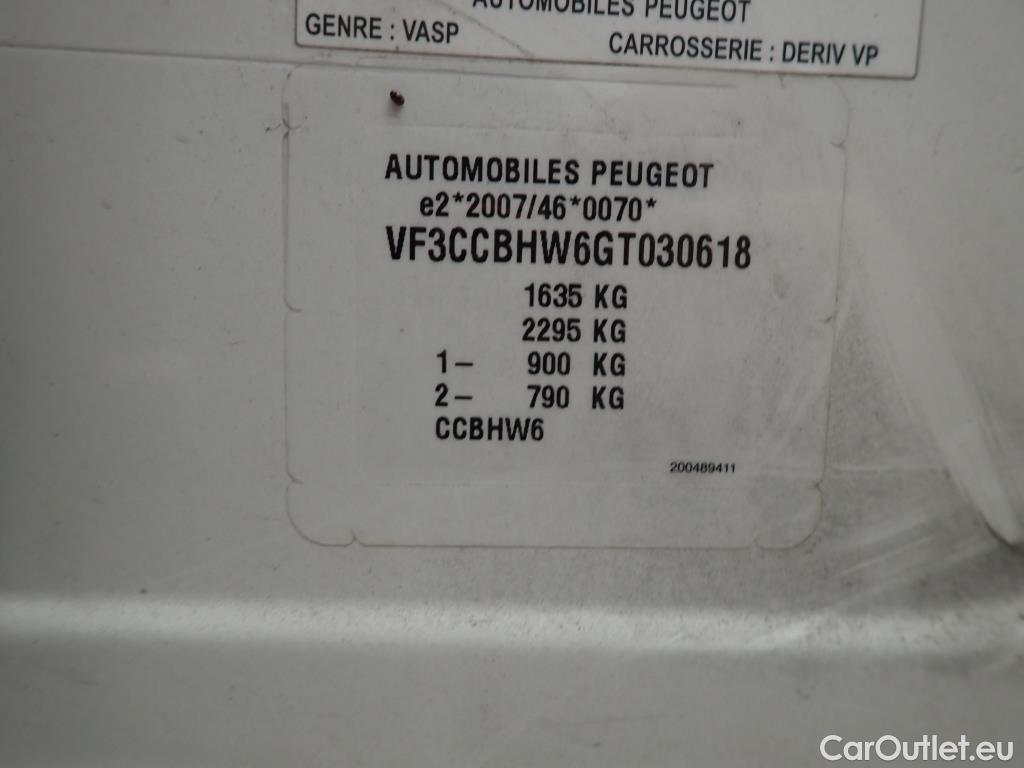 AUTOMOBILES PEUGEOT
GENRE : VASP
CARROSSERIE : DERIV VP
AUTOMOBILES PEUGEOT
e2*2007/46*0070*
VF3CCBHW6GT030618
1635 KG
2295 KG
1– 900 KG
2– 790 KG
CCBHW6
200489411
CarOutlet.eu